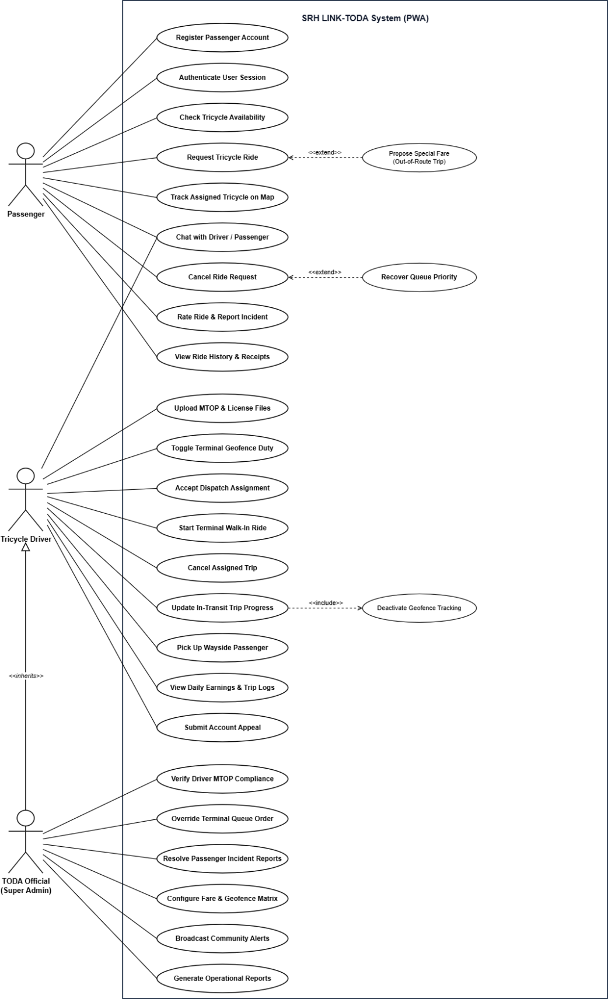 SRH LINK-TODA System (PWA)
Register Passenger Account
Authenticate User Session
Check Tricycle Availability
Request Tricycle Ride
<<extend>>
Propose Special Fare
(Out-of-Route Trip)
Track Assigned Tricycle on Map
Passenger
Chat with Driver / Passenger
Cancel Ride Request
<<extend>>
Recover Queue Priority
Rate Ride & Report Incident
View Ride History & Receipts
Upload MTOP & License Files
Toggle Terminal Geofence Duty
Accept Dispatch Assignment
Start Terminal Walk-In Ride
Tricycle Driver
Cancel Assigned Trip
Update In-Transit Trip Progress
<<include>>
Deactivate Geofence Tracking
Pick Up Wayside Passenger
<<inherits>>
View Daily Earnings & Trip Logs
Submit Account Appeal
Verify Driver MTOP Compliance
Override Terminal Queue Order
Resolve Passenger Incident Reports
TODA Official
(Super Admin)
Configure Fare & Geofence Matrix
Broadcast Community Alerts
Generate Operational Reports